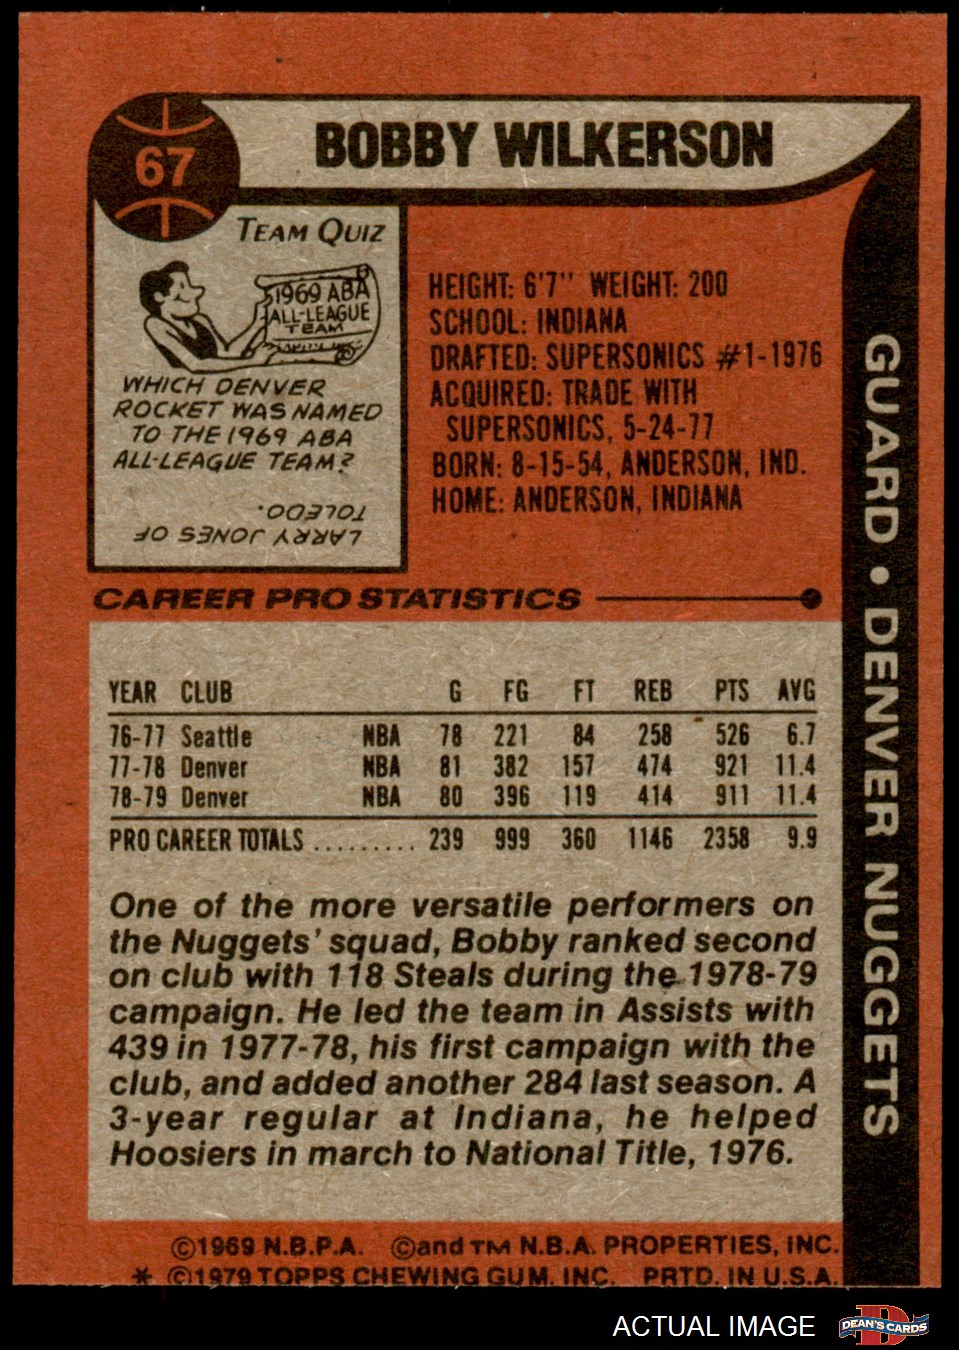 67
BOBBY WILKERSON
TEAM QUIZ
1969 ABA
ALL-LEAGUE
TEAM
WHICH DENVER
ROCKET WAS NAMED
TO THE 1969 ABA
ALL-LEAGUE TEAM?
LARRY JONES OF
TOLEDO.
HEIGHT: 6'7" WEIGHT: 200
SCHOOL: INDIANA
DRAFTED: SUPERSONICS #1-1976
ACQUIRED: TRADE WITH
SUPERSONICS, 5-24-77
BORN: 8-15-54, ANDERSON, IND.
HOME: ANDERSON, INDIANA
GUARD • DENVER NUGGETS
CAREER PRO STATISTICS
YEAR CLUB G FG FT REB PTS AVG
76-77 Seattle NBA 78 221 84 258 526 6.7
77-78 Denver NBA 81 382 157 474 921 11.4
78-79 Denver NBA 80 396 119 414 911 11.4
PRO CAREER TOTALS ......... 239 999 360 1146 2358 9.9
One of the more versatile performers on
the Nuggets' squad, Bobby ranked second
on club with 118 Steals during the 1978-79
campaign. He led the team in Assists with
439 in 1977-78, his first campaign with the
club, and added another 284 last season. A
3-year regular at Indiana, he helped
Hoosiers in march to National Title, 1976.
©1969 N.B.P.A. ©and TM N.B.A. PROPERTIES, INC.
* ©1979 TOPPS CHEWING GUM, INC. PRTD. IN U.S.A.
ACTUAL IMAGE
DEAN'S CARDS